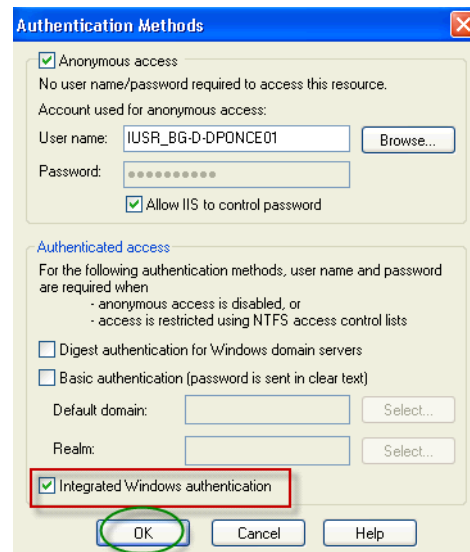 Authentication Methods
Anonymous access
No user name/password required to access this resource.
Account used for anonymous access:
User name: IUSR_BG-D-DPONCE01 Browse...
Password: ●●●●●●●●●●
Allow IIS to control password
Authenticated access
For the following authentication methods, user name and password
are required when
- anonymous access is disabled, or
- access is restricted using NTFS access control lists
Digest authentication for Windows domain servers
Basic authentication (password is sent in clear text)
Default domain: Select...
Realm: Select...
Integrated Windows authentication
OK Cancel Help